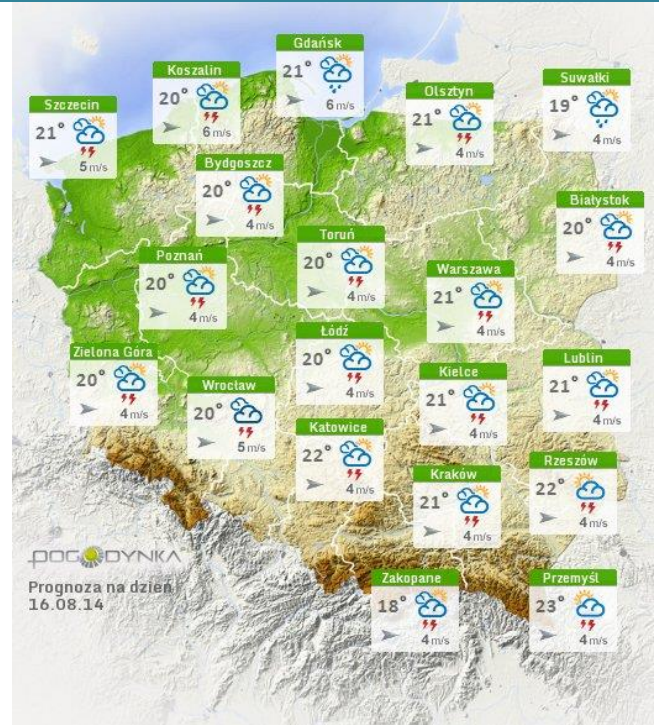 Gdańsk
21°
6 m/s
Koszalin
20°
6 m/s
Szczecin
21°
5 m/s
Olsztyn
21°
4 m/s
Suwałki
19°
4 m/s
Bydgoszcz
20°
4 m/s
Białystok
20°
4 m/s
Toruń
20°
4 m/s
Poznań
20°
4 m/s
Warszawa
21°
4 m/s
Łódź
20°
4 m/s
Zielona Góra
20°
4 m/s
Wrocław
20°
5 m/s
Kielce
21°
4 m/s
Lublin
21°
4 m/s
Katowice
22°
4 m/s
Kraków
21°
4 m/s
Rzeszów
22°
4 m/s
Zakopane
18°
4 m/s
Przemyśl
23°
4 m/s
POGODYNKA
Prognoza na dzień
16.08.14